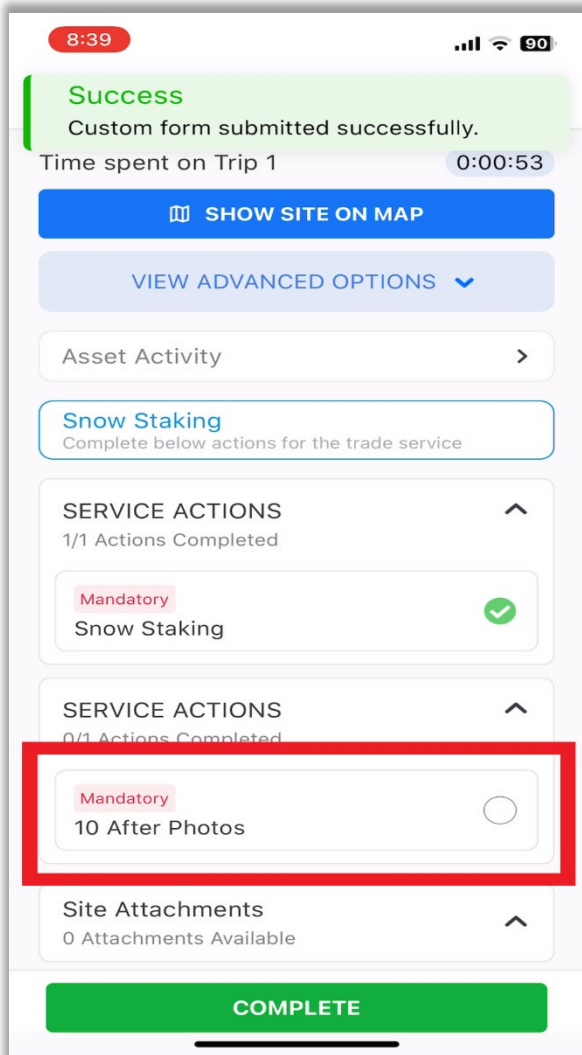 8:39
90
Success
Custom form submitted successfully.
Time spent on Trip 1 0:00:53
SHOW SITE ON MAP
VIEW ADVANCED OPTIONS
Asset Activity
Snow Staking
Complete below actions for the trade service
SERVICE ACTIONS
1/1 Actions Completed
Mandatory
Snow Staking
SERVICE ACTIONS
0/1 Actions Completed
Mandatory
10 After Photos
Site Attachments
0 Attachments Available
COMPLETE